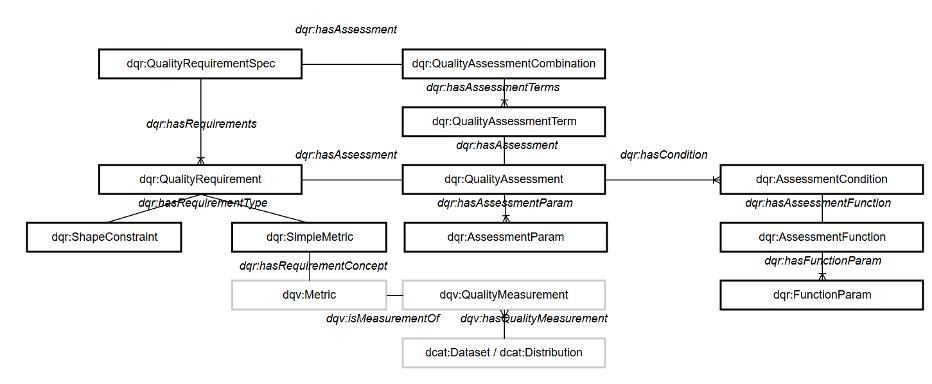 dqr:hasAssessment
dqr:QualityRequirementSpec
dqr:QualityAssessmentCombination
dqr:hasAssessmentTerms
dqr:hasRequirements
dqr:QualityAssessmentTerm
dqr:hasAssessment
dqr:hasAssessment
dqr:hasCondition
dqr:QualityRequirement
dqr:QualityAssessment
dqr:AssessmentCondition
dqr:hasRequirementType
dqr:hasAssessmentParam
dqr:hasAssessmentFunction
dqr:ShapeConstraint
dqr:SimpleMetric
dqr:AssessmentParam
dqr:AssessmentFunction
dqr:hasRequirementConcept
dqr:hasFunctionParam
dqv:Metric
dqv:QualityMeasurement
dqr:FunctionParam
dqv:isMeasurementOf
dqv:hasQualityMeasurement
dcat:Dataset / dcat:Distribution